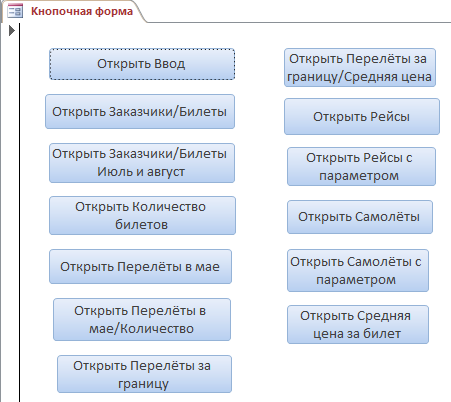 Кнопочная форма
Открыть Ввод
Открыть Заказчики/Билеты
Открыть Заказчики/Билеты
Июль и август
Открыть Количество
билетов
Открыть Перелёты в мае
Открыть Перелёты в
мае/Количество
Открыть Перелёты за
границу
Открыть Перелёты за
границу/Средняя цена
Открыть Рейсы
Открыть Рейсы с
параметром
Открыть Самолёты
Открыть Самолёты с
параметром
Открыть Средняя
цена за билет